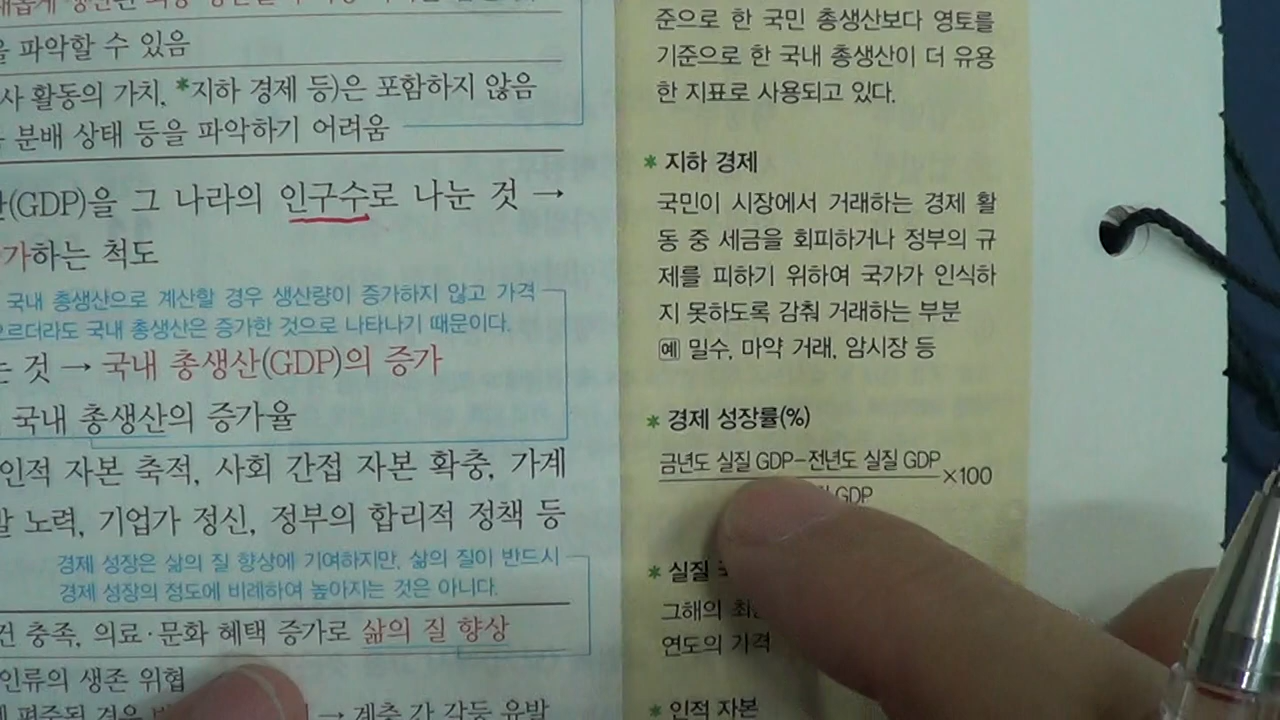 을 파악할 수 있음
사 활동의 가치, *지하 경제 등)은 포함하지 않음
분배 상태 등을 파악하기 어려움
(GDP)을 그 나라의 인구수로 나눈 것 →
가하는 척도
국내 총생산으로 계산할 경우 생산량이 증가하지 않고 가격
오르더라도 국내 총생산은 증가한 것으로 나타나기 때문이다.
는 것 → 국내 총생산(GDP)의 증가
국내 총생산의 증가율
인적 자본 축적, 사회 간접 자본 확충, 가계
노력, 기업가 정신, 정부의 합리적 정책 등
경제 성장은 삶의 질 향상에 기여하지만, 삶의 질이 반드시
경제 성장의 정도에 비례하여 높아지는 것은 아니다.
건 충족, 의료·문화 혜택 증가로 삶의 질 향상
인류의 생존 위협
→ 계층 간 갈등 유발
준으로 한 국민 총생산보다 영토를
기준으로 한 국내 총생산이 더 유용
한 지표로 사용되고 있다.
* 지하 경제
국민이 시장에서 거래하는 경제 활
동 중 세금을 회피하거나 정부의 규
제를 피하기 위하여 국가가 인식하
지 못하도록 감춰 거래하는 부분
예 밀수, 마약 거래, 암시장 등
* 경제 성장률(%)
금년도 실질 GDP-전년도 실질 GDP
×100
GDP
* 실질
그해의
연도의 가격
* 인적 자본